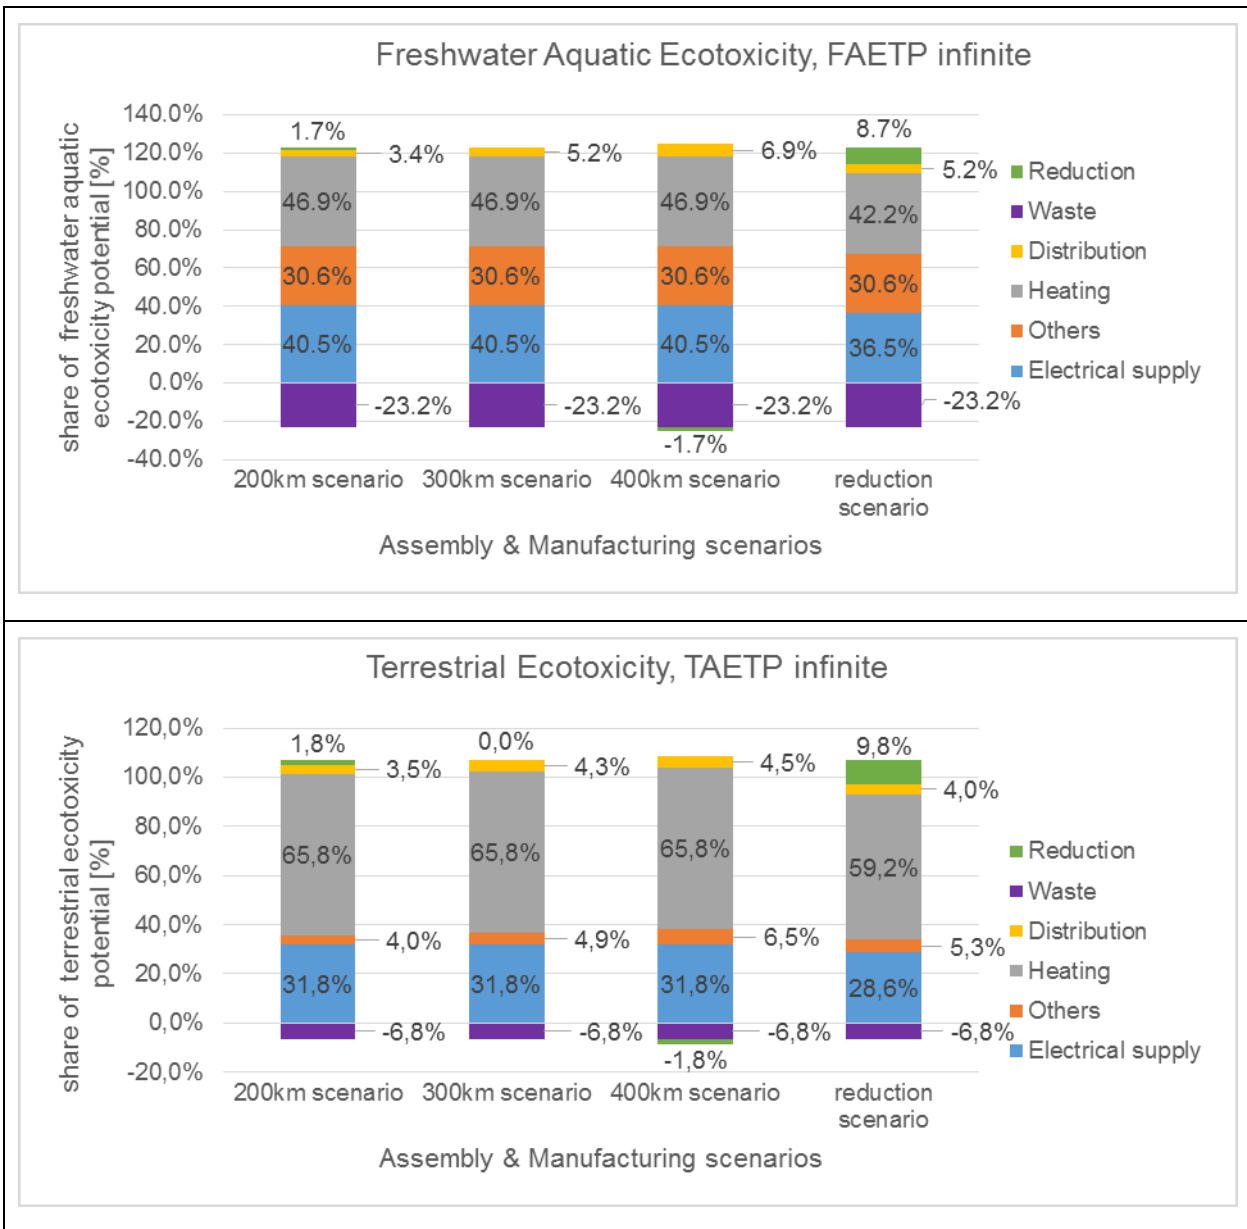 Freshwater Aquatic Ecotoxicity, FAETP infinite
share of freshwater aquatic
ecotoxicity potential [%]
140.0%
120.0%
100.0%
80.0%
60.0%
40.0%
20.0%
0.0%
-20.0%
-40.0%
1.7%
3.4%
46.9%
30.6%
40.5%
-23.2%
5.2%
46.9%
30.6%
40.5%
-23.2%
6.9%
46.9%
30.6%
40.5%
-23.2%
-1.7%
8.7%
5.2%
42.2%
30.6%
36.5%
-23.2%
200km scenario
300km scenario
400km scenario
reduction
scenario
Assembly & Manufacturing scenarios
Reduction
Waste
Distribution
Heating
Others
Electrical supply
Terrestrial Ecotoxicity, TAETP infinite
share of terrestrial ecotoxicity
potential [%]
120,0%
100,0%
80,0%
60,0%
40,0%
20,0%
0,0%
-20,0%
1,8%
3,5%
65,8%
4,0%
31,8%
-6,8%
0,0%
4,3%
65,8%
4,9%
31,8%
-6,8%
4,5%
65,8%
6,5%
31,8%
-6,8%
-1,8%
9,8%
4,0%
59,2%
5,3%
28,6%
-6,8%
200km scenario
300km scenario
400km scenario
reduction
scenario
Assembly & Manufacturing scenarios
Reduction
Waste
Distribution
Heating
Others
Electrical supply